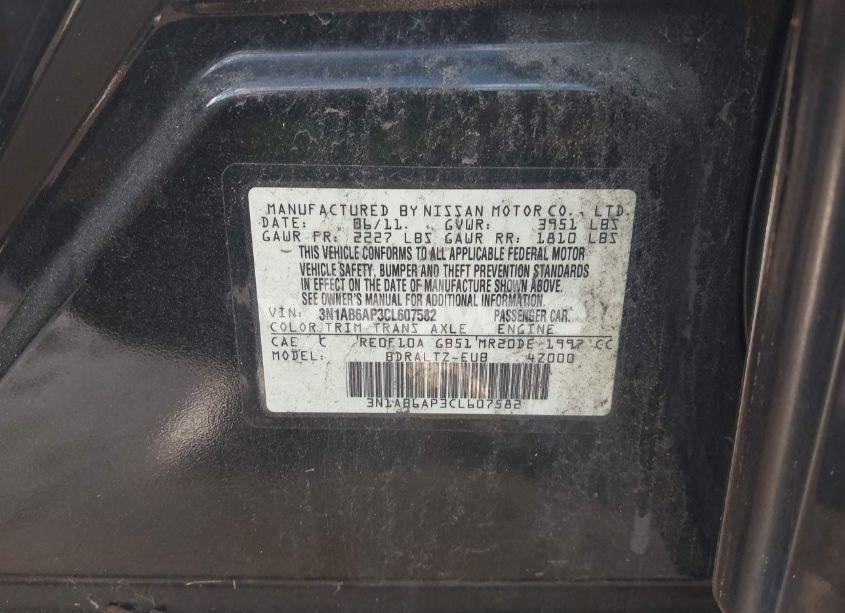 MANUFACTURED BY NISSAN MOTOR CO., LTD.
DATE: 06/11. GVWR: 3951 LBS
GAWR FR: 2227 LBS GAWR RR: 1810 LBS
THIS VEHICLE CONFORMS TO ALL APPLICABLE FEDERAL MOTOR
VEHICLE SAFETY, BUMPER AND THEFT PREVENTION STANDARDS
IN EFFECT ON THE DATE OF MANUFACTURE SHOWN ABOVE.
SEE OWNER'S MANUAL FOR ADDITIONAL INFORMATION.
VIN: 3N1AB6AP3CL607582 PASSENGER CAR.
COLOR TRIM TRANS AXLE ENGINE
CAE RE0F10A GB51 MR20DE 1997 CC
MODEL: BDRALTZ-EUB 42000
3N1AB6AP3CL607582